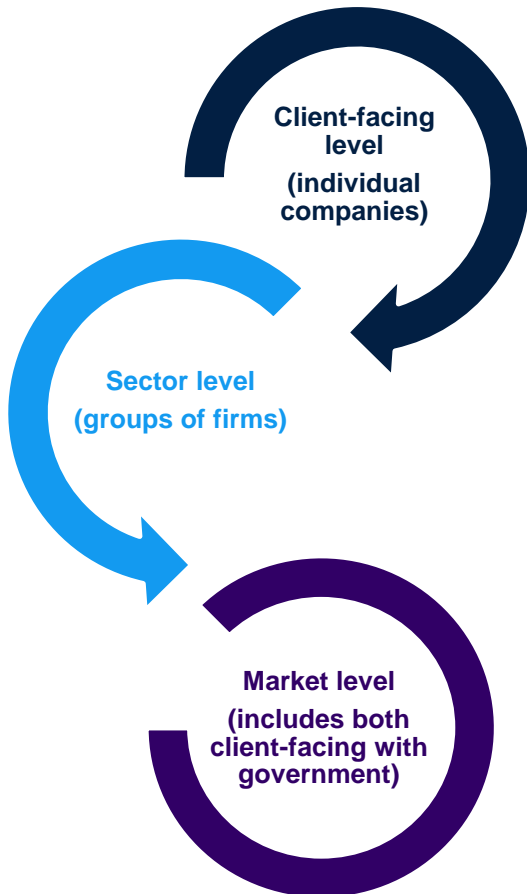 Client-facing
level
(individual
companies)
Sector level
(groups of firms)
Market level
(includes both
client-facing with
government)